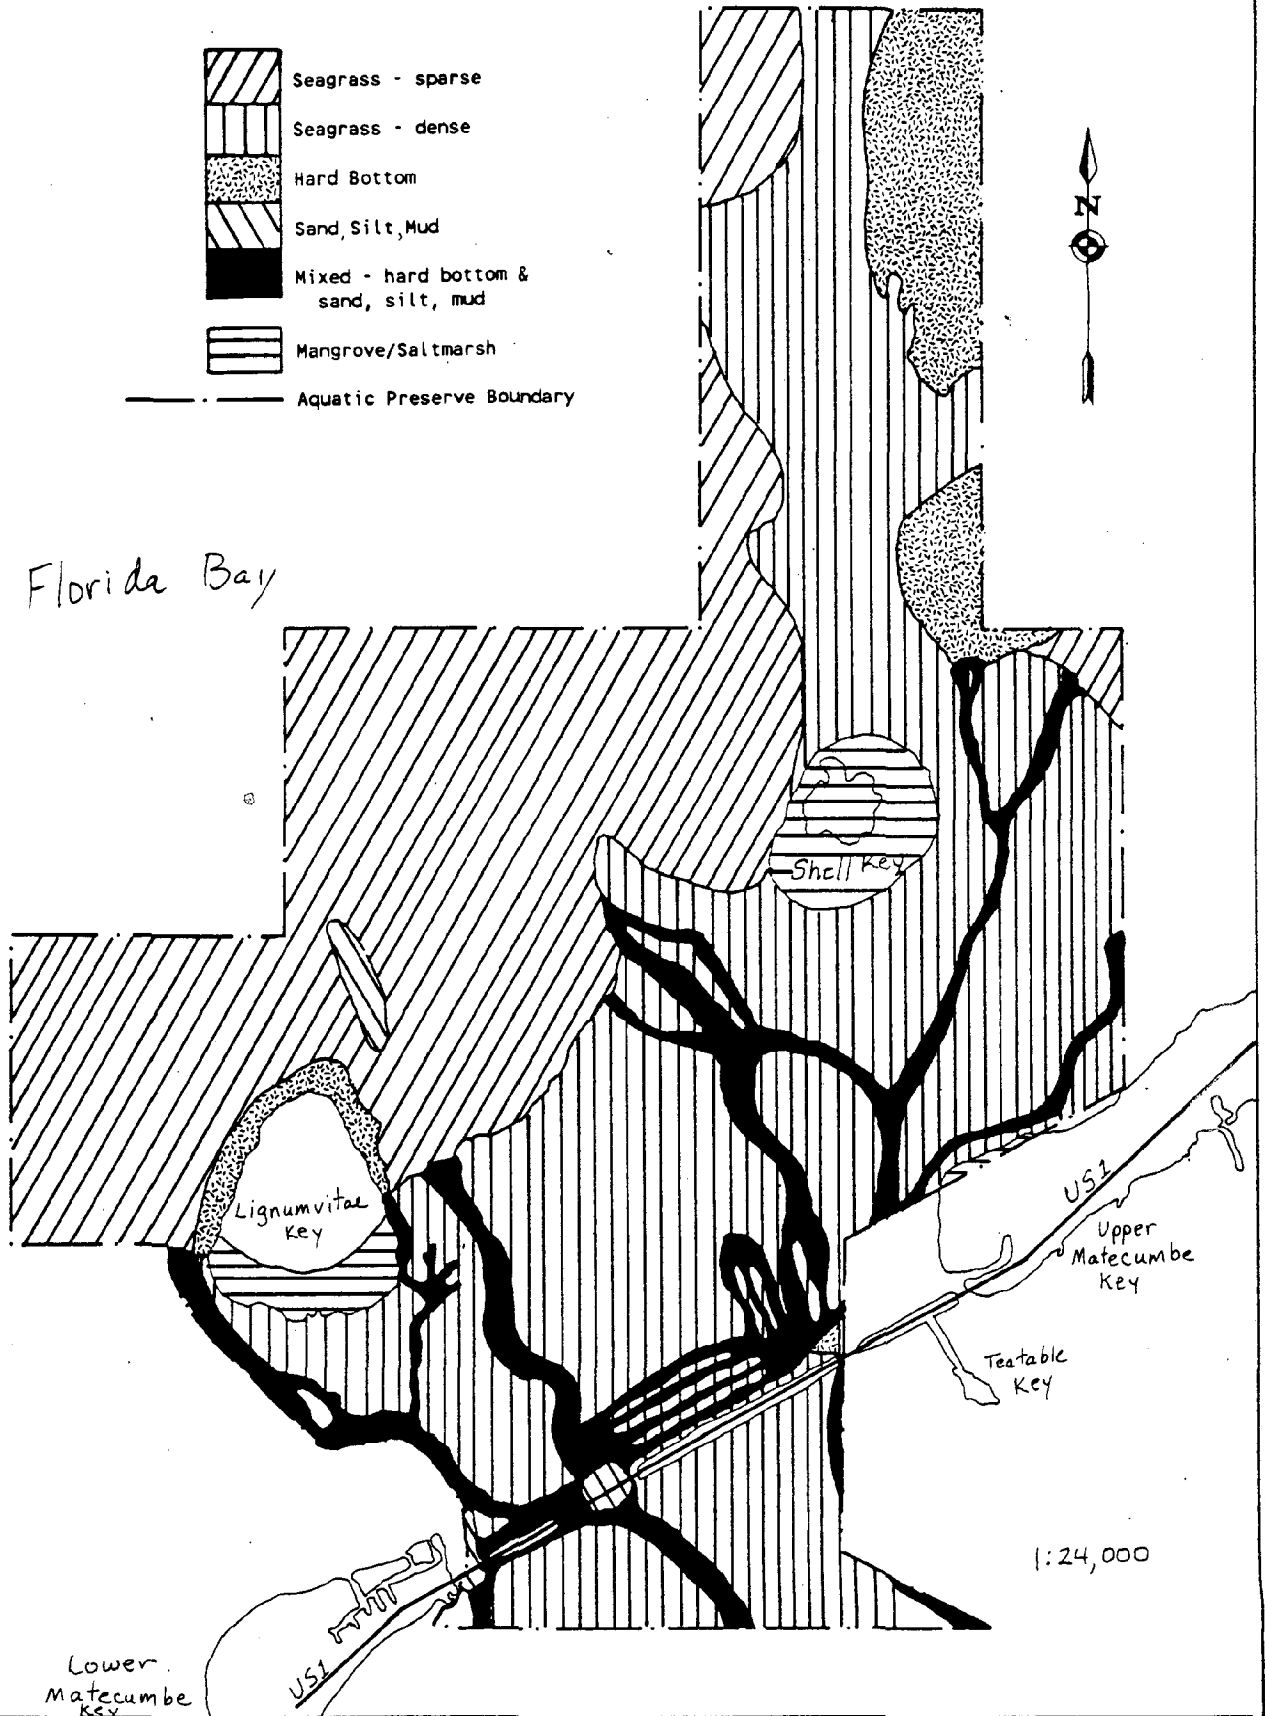 Seagrass - sparse
Seagrass - dense
Hard Bottom
Sand, Silt, Mud
Mixed - hard bottom &
sand, silt, mud
Mangrove/Saltmarsh
Aquatic Preserve Boundary
N
Florida Bay
Shell Key
Lignumvitae
Key
US1
Upper
Matecumbe
Key
Teatable
Key
1:24,000
US1
Lower
Matecumbe
Key